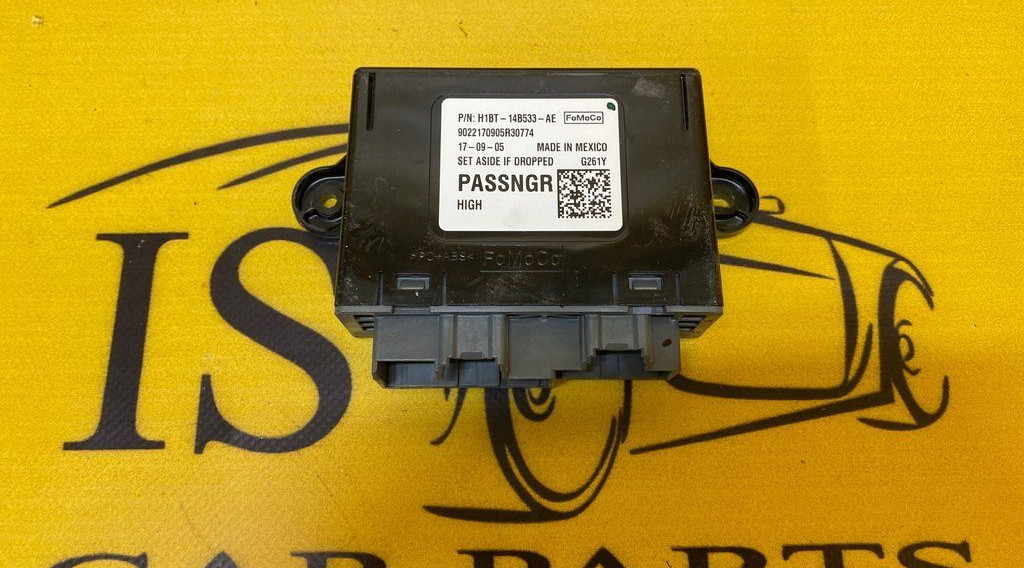 P/N: H1BT-14B533-AE FoMoCo
9022170905R30774
17-09-05 MADE IN MEXICO
SET ASIDE IF DROPPED G261Y
PASSNGR
HIGH
>PC+ABS< FoMoCo
IS
CAR PARTS